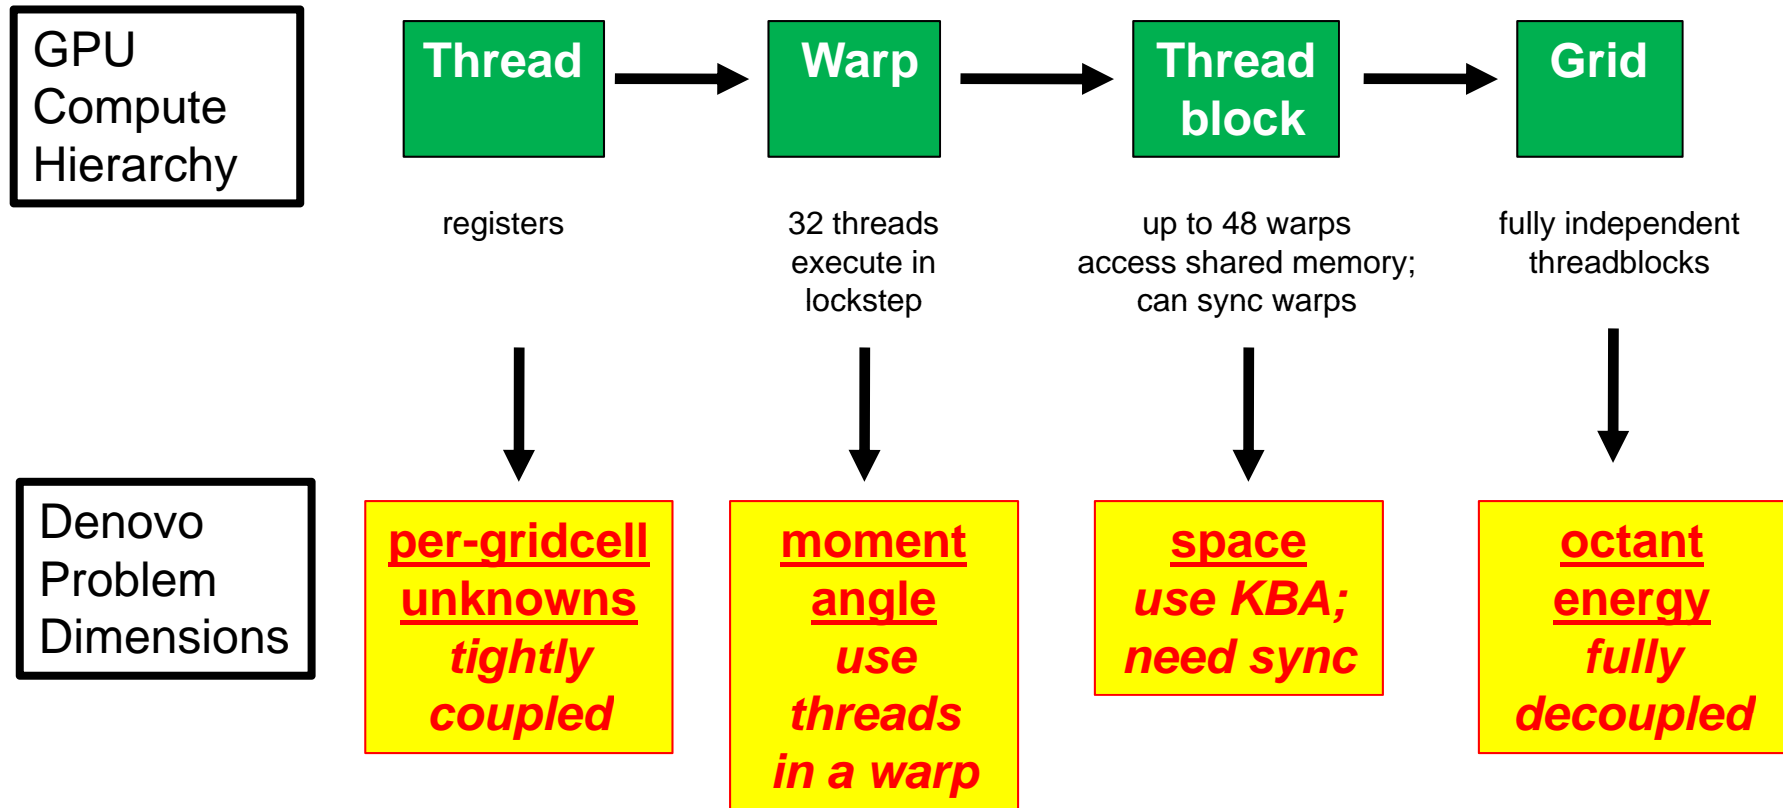 GPU
Compute
Hierarchy
Thread
Warp
Thread
block
Grid
registers
32 threads
execute in
lockstep
up to 48 warps
access shared memory;
can sync warps
fully independent
threadblocks
Denovo
Problem
Dimensions
per-gridcell
unknowns
tightly
coupled
moment
angle
use
threads
in a warp
space
use KBA;
need sync
octant
energy
fully
decoupled